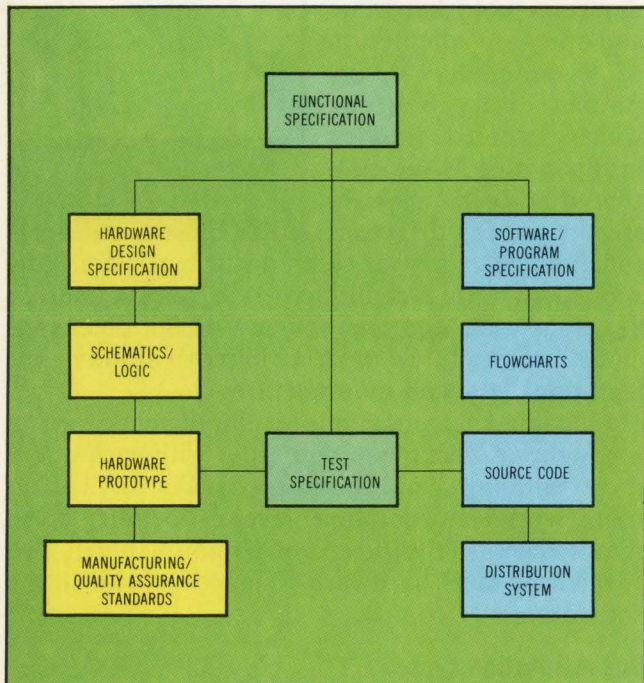 FUNCTIONAL
SPECIFICATION
HARDWARE
DESIGN
SPECIFICATION
SOFTWARE/
PROGRAM
SPECIFICATION
SCHEMATICS/
LOGIC
FLOWCHARTS
HARDWARE
PROTOTYPE
TEST
SPECIFICATION
SOURCE CODE
MANUFACTURING/
QUALITY ASSURANCE
STANDARDS
DISTRIBUTION
SYSTEM